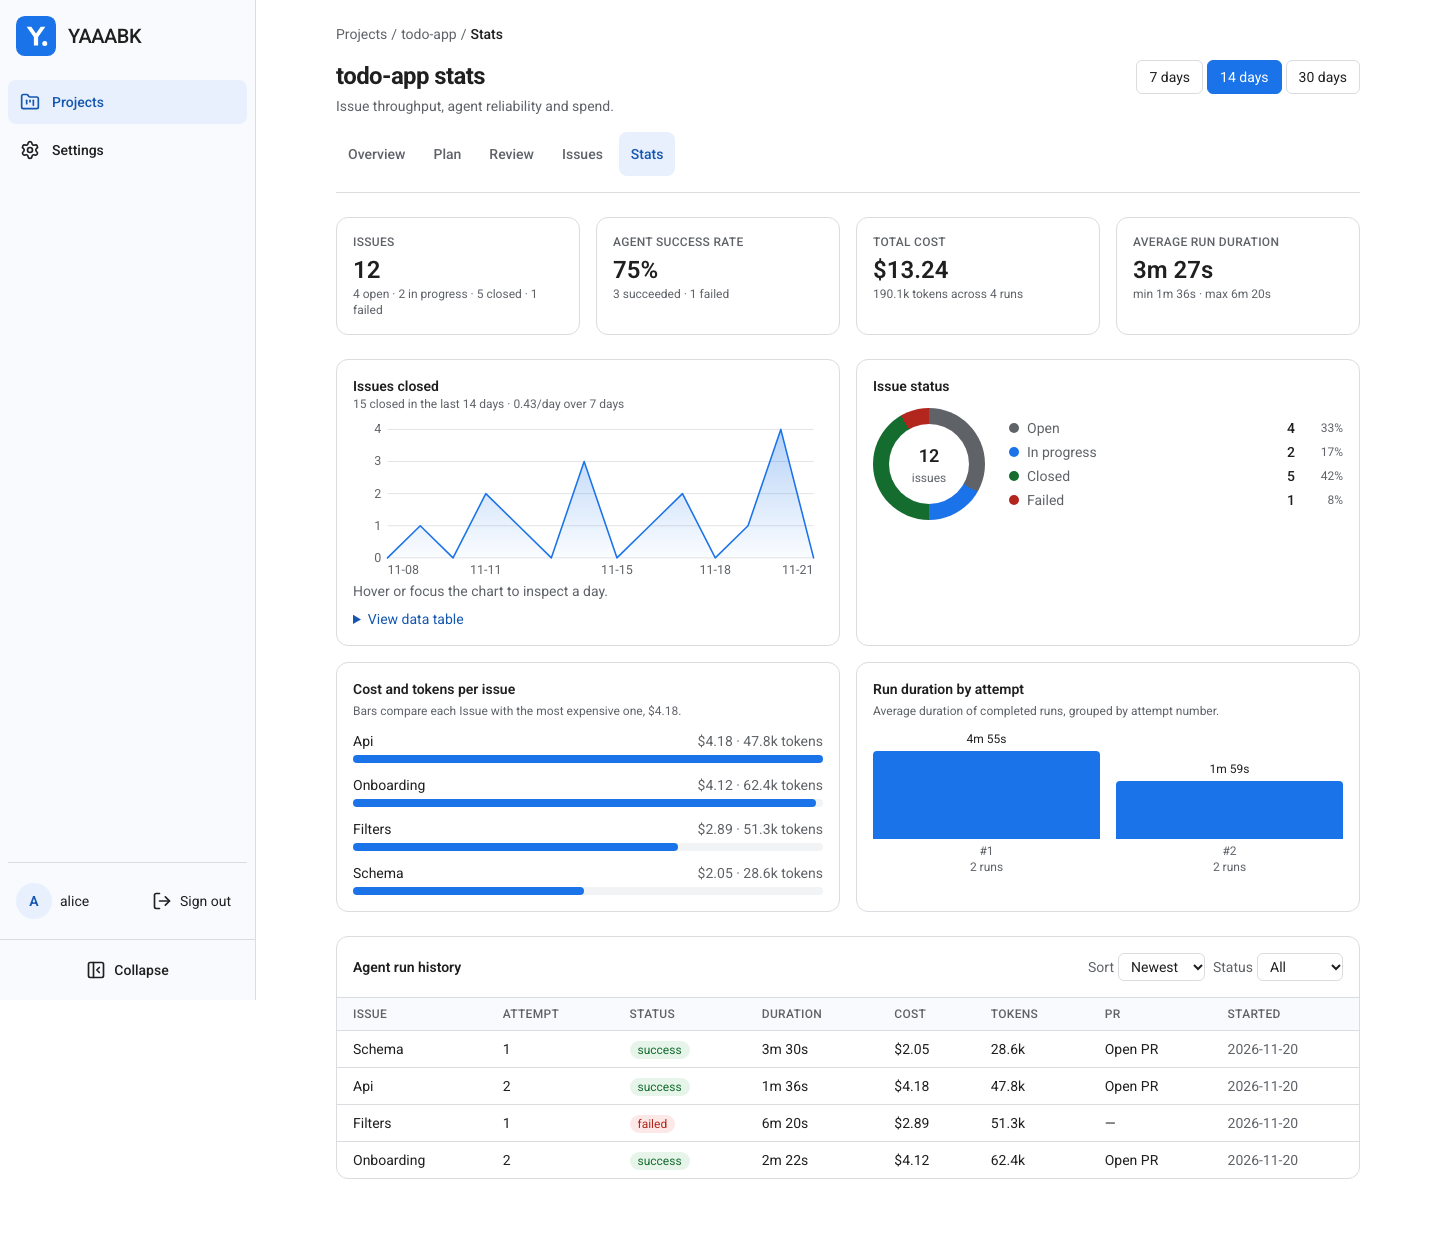 Y.
YAAABK
Projects
Settings
A
alice
Sign out
Collapse
Projects / todo-app / Stats
todo-app stats
Issue throughput, agent reliability and spend.
7 days
14 days
30 days
Overview
Plan
Review
Issues
Stats
ISSUES
12
4 open · 2 in progress · 5 closed · 1
failed
AGENT SUCCESS RATE
75%
3 succeeded · 1 failed
TOTAL COST
$13.24
190.1k tokens across 4 runs
AVERAGE RUN DURATION
3m 27s
min 1m 36s · max 6m 20s
Issues closed
15 closed in the last 14 days · 0.43/day over 7 days
4
3
2
1
0
11-08 11-11 11-15 11-18 11-21
Hover or focus the chart to inspect a day.
View data table
Issue status
12
issues
Open 4 33%
In progress 2 17%
Closed 5 42%
Failed 1 8%
Cost and tokens per issue
Bars compare each Issue with the most expensive one, $4.18.
Api $4.18 · 47.8k tokens
Onboarding $4.12 · 62.4k tokens
Filters $2.89 · 51.3k tokens
Schema $2.05 · 28.6k tokens
Run duration by attempt
Average duration of completed runs, grouped by attempt number.
4m 55s
1m 59s
#1
2 runs
#2
2 runs
Agent run history
Sort Newest Status All
ISSUE ATTEMPT STATUS DURATION COST TOKENS PR STARTED
Schema 1 success 3m 30s $2.05 28.6k Open PR 2026-11-20
Api 2 success 1m 36s $4.18 47.8k Open PR 2026-11-20
Filters 1 failed 6m 20s $2.89 51.3k — 2026-11-20
Onboarding 2 success 2m 22s $4.12 62.4k Open PR 2026-11-20